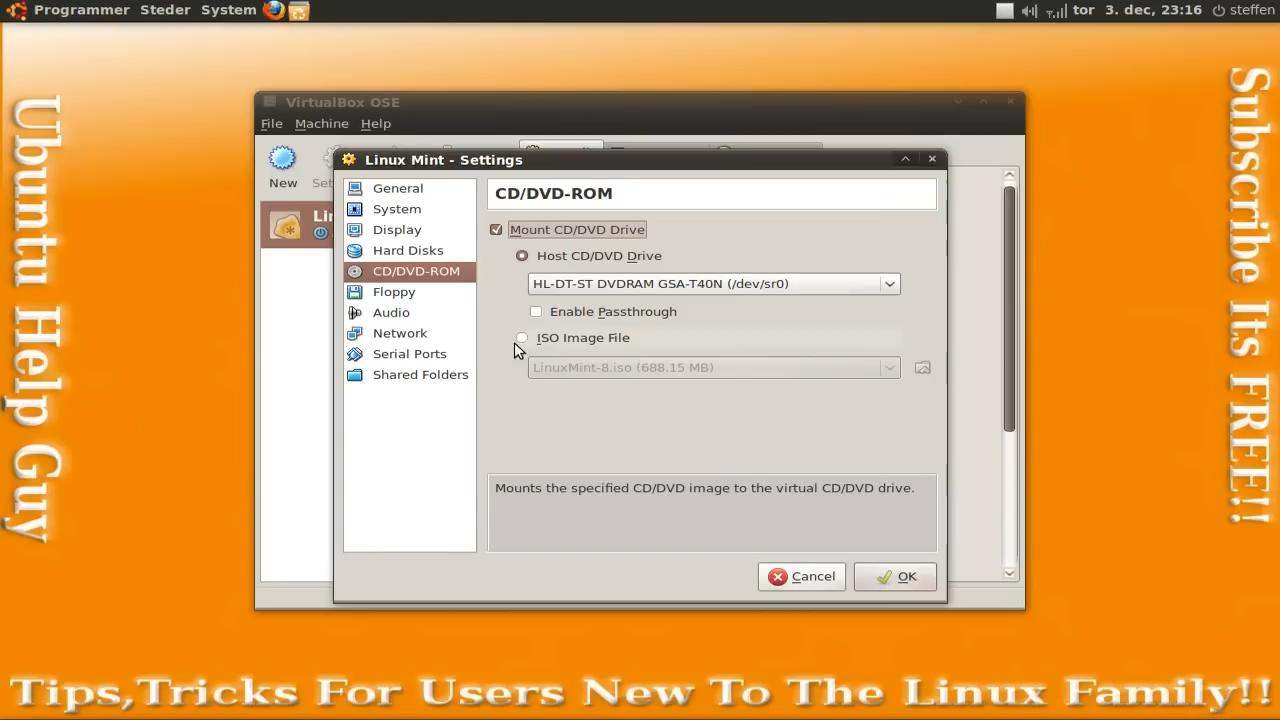 Programmer Steder System
tor 3. dec, 23:16 steffen
Ubuntu Help Guy
Subscribe Its FREE!!
VirtualBox OSE
File Machine Help
New
Set
Lin
Linux Mint - Settings
General
System
Display
Hard Disks
CD/DVD-ROM
Floppy
Audio
Network
Serial Ports
Shared Folders
CD/DVD-ROM
Mount CD/DVD Drive
Host CD/DVD Drive
HL-DT-ST DVDRAM GSA-T40N (/dev/sr0)
Enable Passthrough
ISO Image File
LinuxMint-8.iso (688.15 MB)
Mounts the specified CD/DVD image to the virtual CD/DVD drive.
Cancel OK
Tips,Tricks For Users New To The Linux Family!!